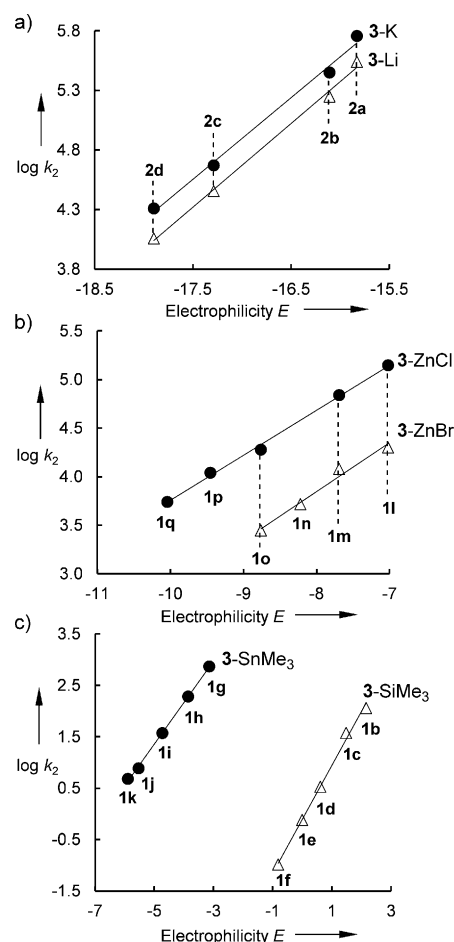 a)
5.8
5.3
4.8
4.3
3.8
log k₂
3-K
3-Li
2a
2b
2c
2d
-18.5 -17.5 -16.5 -15.5
Electrophilicity E
b)
5.5
5.0
4.5
4.0
3.5
3.0
log k₂
3-ZnCl
3-ZnBr
1q 1p 1o 1n 1m 1l
-11 -10 -9 -8 -7
Electrophilicity E
c)
3.5
2.5
1.5
0.5
-0.5
-1.5
log k₂
3-SnMe₃
3-SiMe₃
1g
1h
1i
1j
1k
1b
1c
1d
1e
1f
-7 -5 -3 -1 1 3
Electrophilicity E